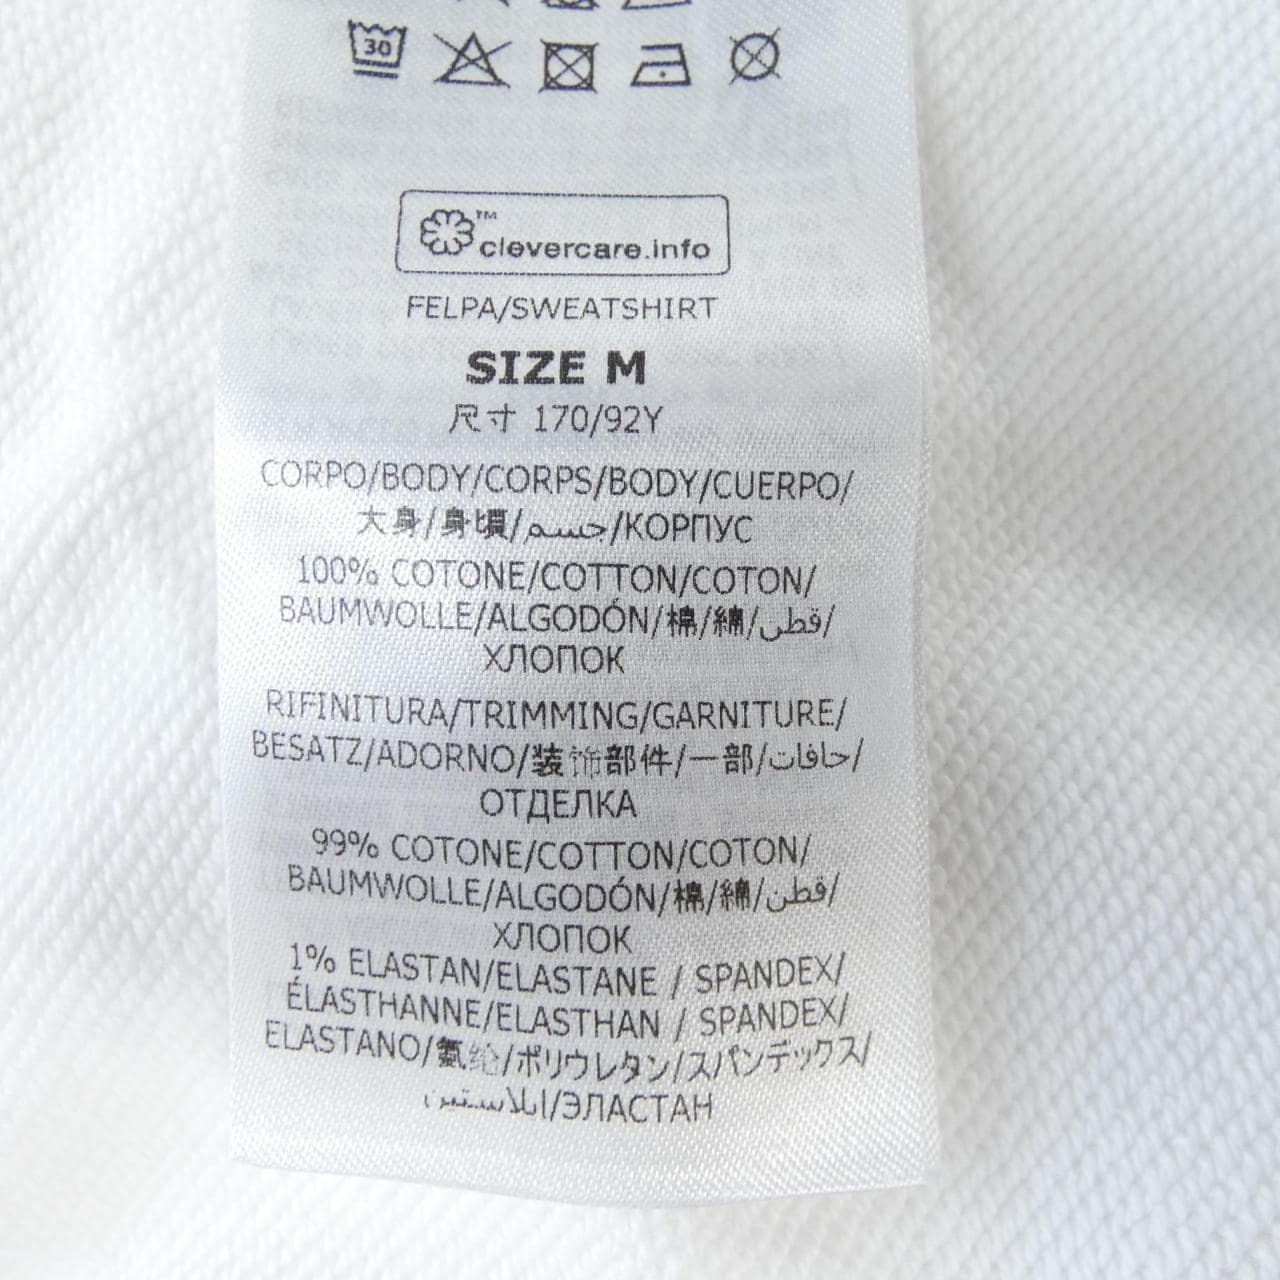 30
™
clevercare.info
FELPA/SWEATSHIRT
SIZE M
尺寸 170/92Y
CORPO/BODY/CORPS/BODY/CUERPO/
大身/身頃/جسم/КОРПУС
100% COTONE/COTTON/COTON/
BAUMWOLLE/ALGODÓN/棉/綿/قطن/
ХЛОПОК
RIFINITURA/TRIMMING/GARNITURE/
BESATZ/ADORNO/装饰部件/一部/حافات/
ОТДЕЛКА
99% COTONE/COTTON/COTON/
BAUMWOLLE/ALGODÓN/棉/綿/قطن/
ХЛОПОК
1% ELASTAN/ELASTANE / SPANDEX/
ÉLASTHANNE/ELASTHAN / SPANDEX/
ELASTANO/氨纶/ポリウレタン/スパンデックス/
ايلاستين/ЭЛАСТАН